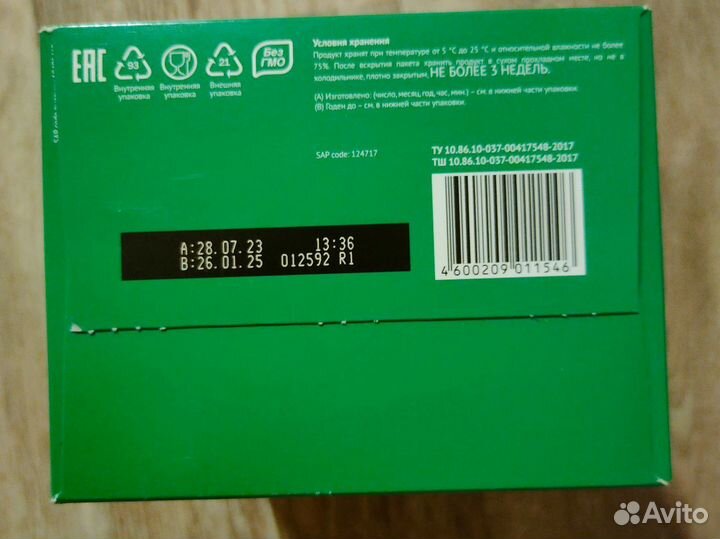 EAC
93
Внутренняя
упаковка
Внутренняя
упаковка
21
Внешняя
упаковка
Без
ГМО
Условия хранения
Продукт хранят при температуре от 5 °C до 25 °C и относительной влажности не более
75%. После вскрытия пакета хранить продукт в сухом прохладном месте, но не в
холодильнике, плотно закрытым, НЕ БОЛЕЕ 3 НЕДЕЛЬ.
(А) Изготовлено: (число, месяц, год, час, мин.) – см. в нижней части упаковки.
(В) Годен до – см. в нижней части упаковки.
SAP code: 124717
ТУ 10.86.10-037-00417548-2017
ТШ 10.86.10-037-00417548-2017
A:28.07.23 13:36
B:26.01.25 012592 R1
4 600209 011546
Avito